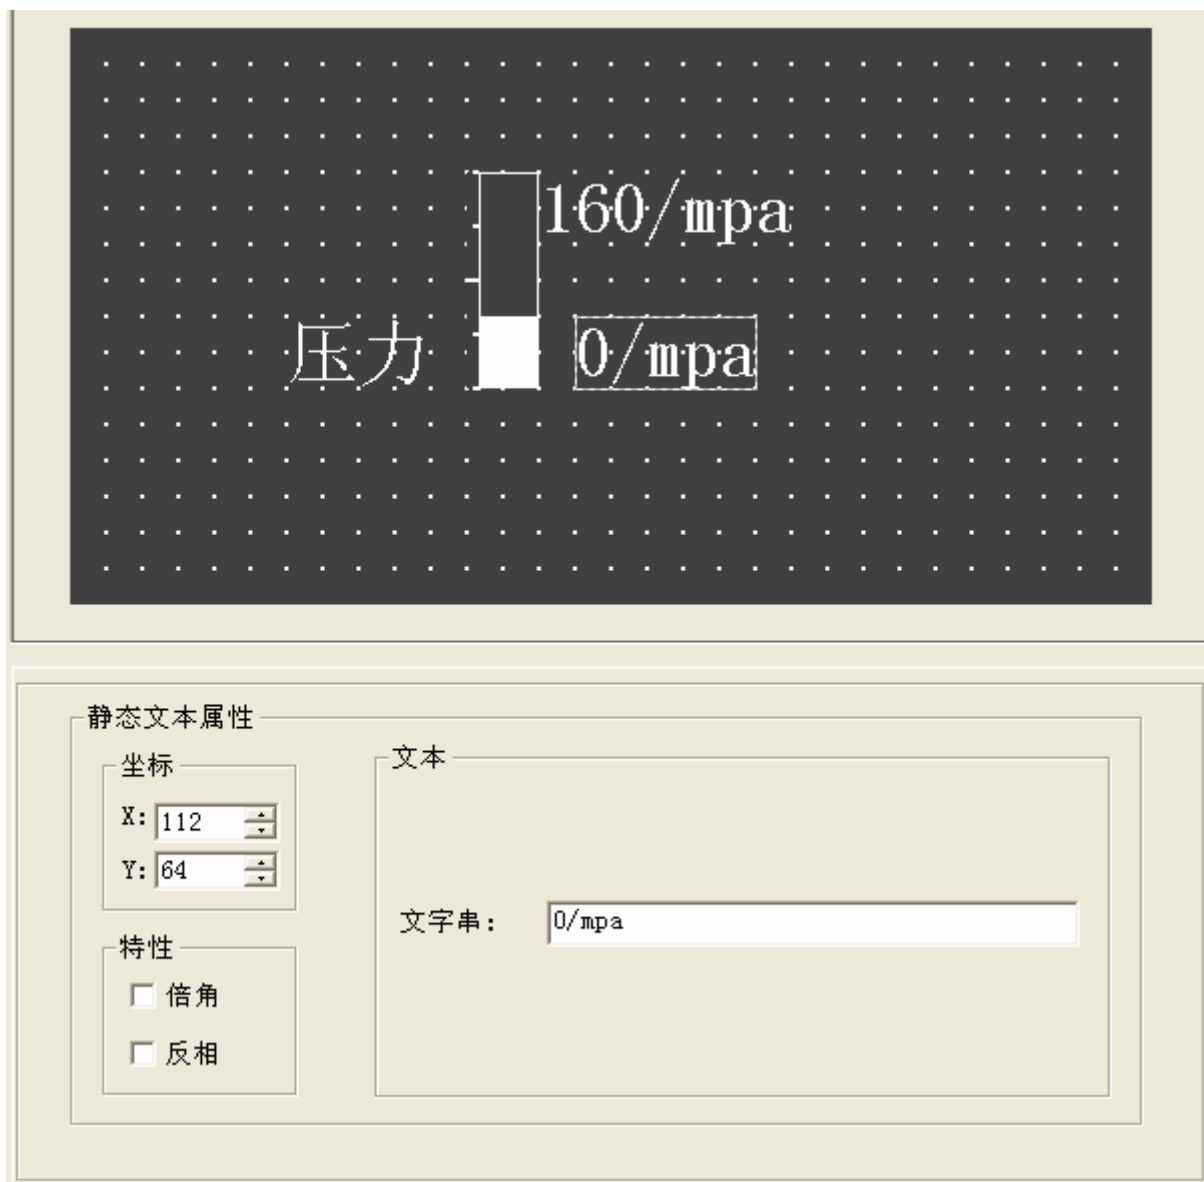 160/mpa
压力
0/mpa
静态文本属性
坐标
X: 112
Y: 64
特性
倍角
反相
文本
文字串: 0/mpa